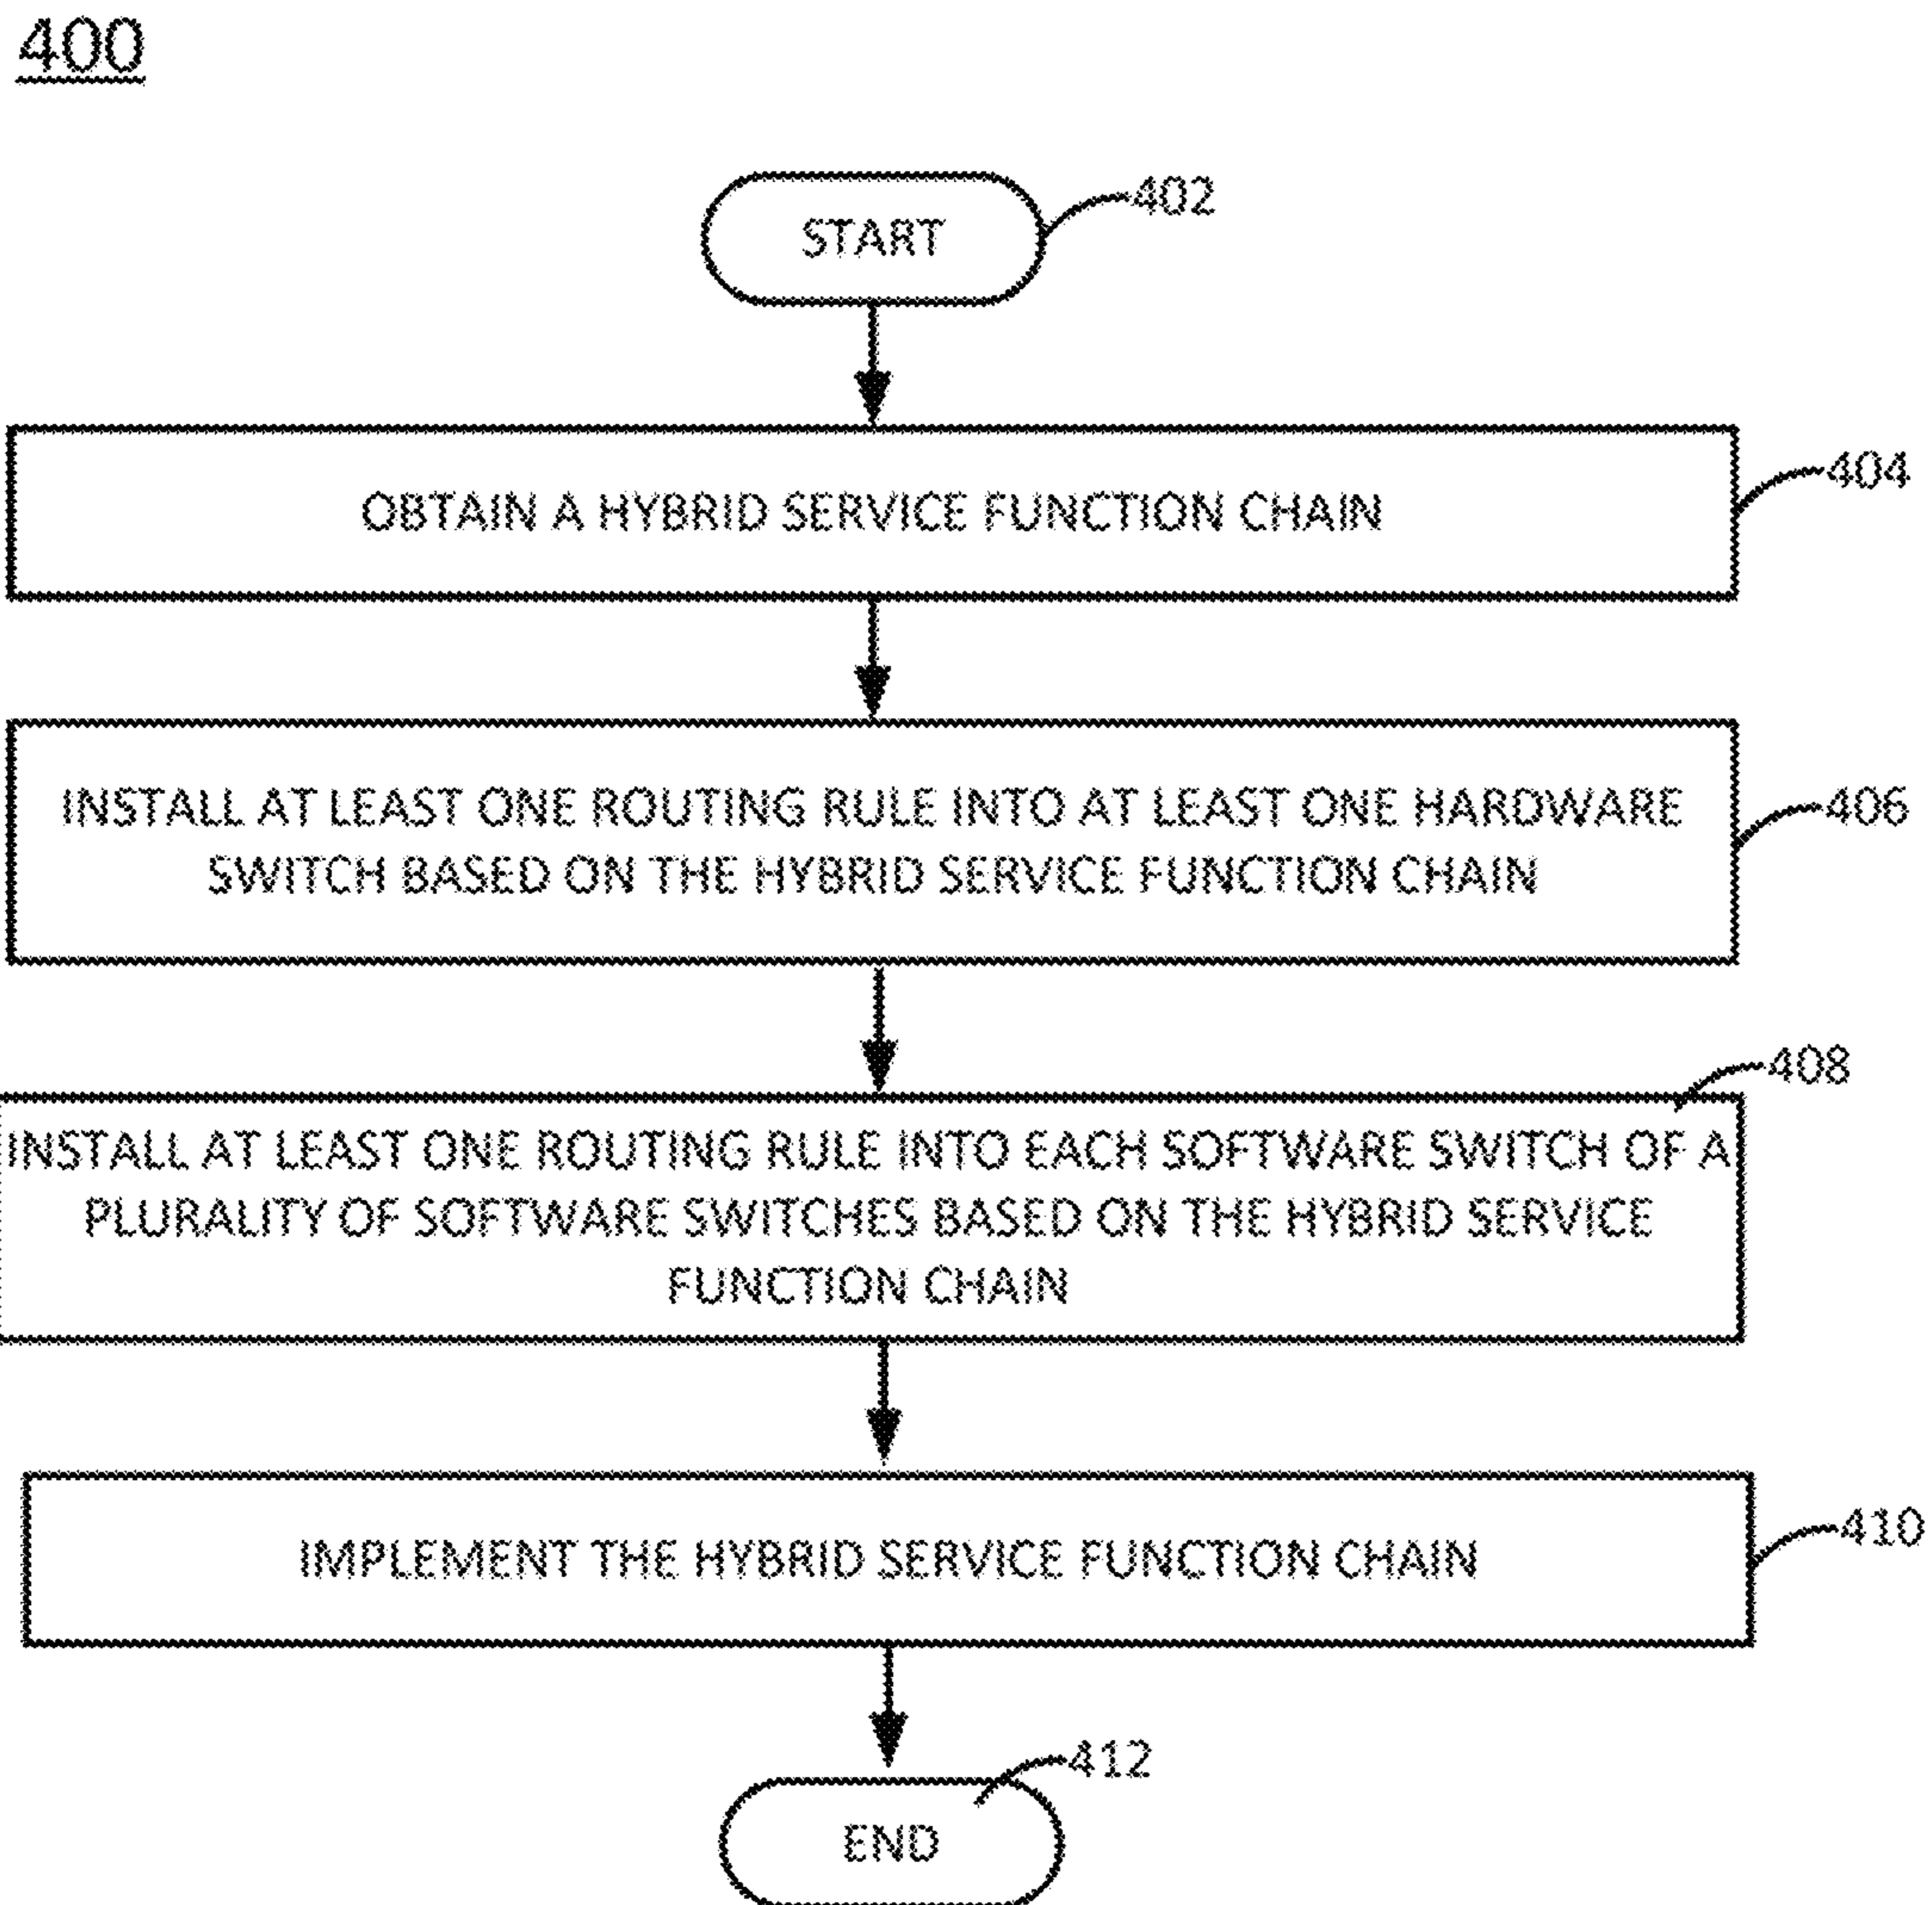 400
START
402
OBTAIN A HYBRID SERVICE FUNCTION CHAIN
404
INSTALL AT LEAST ONE ROUTING RULE INTO AT LEAST ONE HARDWARE
SWITCH BASED ON THE HYBRID SERVICE FUNCTION CHAIN
406
408
INSTALL AT LEAST ONE ROUTING RULE INTO EACH SOFTWARE SWITCH OF A
PLURALITY OF SOFTWARE SWITCHES BASED ON THE HYBRID SERVICE
FUNCTION CHAIN
IMPLEMENT THE HYBRID SERVICE FUNCTION CHAIN
410
412
END